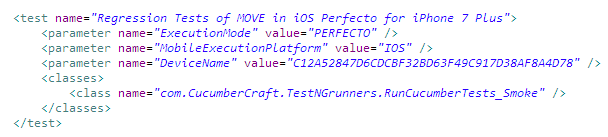 <test name="Regression Tests of MOVE in iOS Perfecto for iPhone 7 Plus">
<parameter name="ExecutionMode" value="PERFECTO" />
<parameter name="MobileExecutionPlatform" value="IOS" />
<parameter name="DeviceName" value="C12A52847D6CDCBF32BD63F49C917D38AF8A4D78" />
<classes>
<class name="com.CucumberCraft.TestNGrunners.RunCucumberTests_Smoke" />
</classes>
</test>